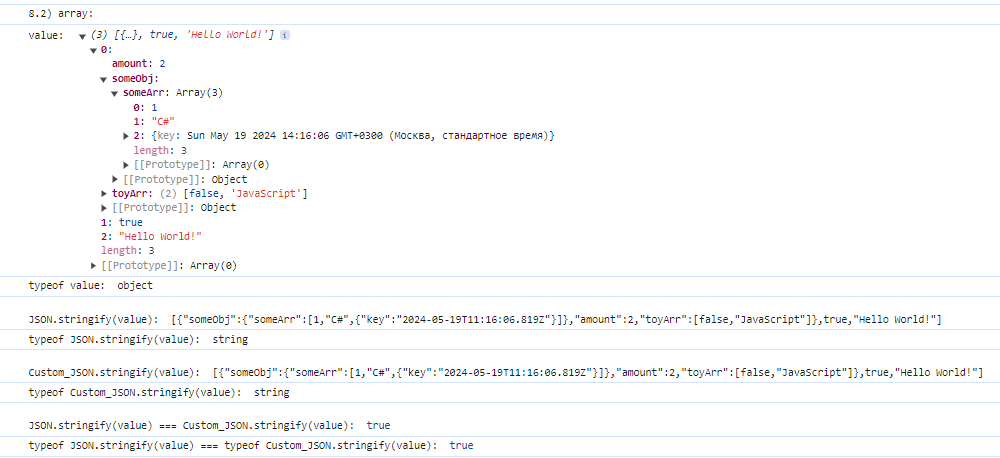 8.2) array:
value: (3) [{…}, true, 'Hello World!'] i
0:
amount: 2
someObj:
someArr: Array(3)
0: 1
1: "C#"
2: {key: Sun May 19 2024 14:16:06 GMT+0300 (Москва, стандартное время)}
length: 3
[[Prototype]]: Array(0)
[[Prototype]]: Object
toyArr: (2) [false, 'JavaScript']
[[Prototype]]: Object
1: true
2: "Hello World!"
length: 3
[[Prototype]]: Array(0)
typeof value: object
JSON.stringify(value): [{"someObj":{"someArr":[1,"C#",{"key":"2024-05-19T11:16:06.819Z"}]},"amount":2,"toyArr":[false,"JavaScript"]},true,"Hello World!"]
typeof JSON.stringify(value): string
Custom_JSON.stringify(value): [{"someObj":{"someArr":[1,"C#",{"key":"2024-05-19T11:16:06.819Z"}]},"amount":2,"toyArr":[false,"JavaScript"]},true,"Hello World!"]
typeof Custom_JSON.stringify(value): string
JSON.stringify(value) === Custom_JSON.stringify(value): true
typeof JSON.stringify(value) === typeof Custom_JSON.stringify(value): true